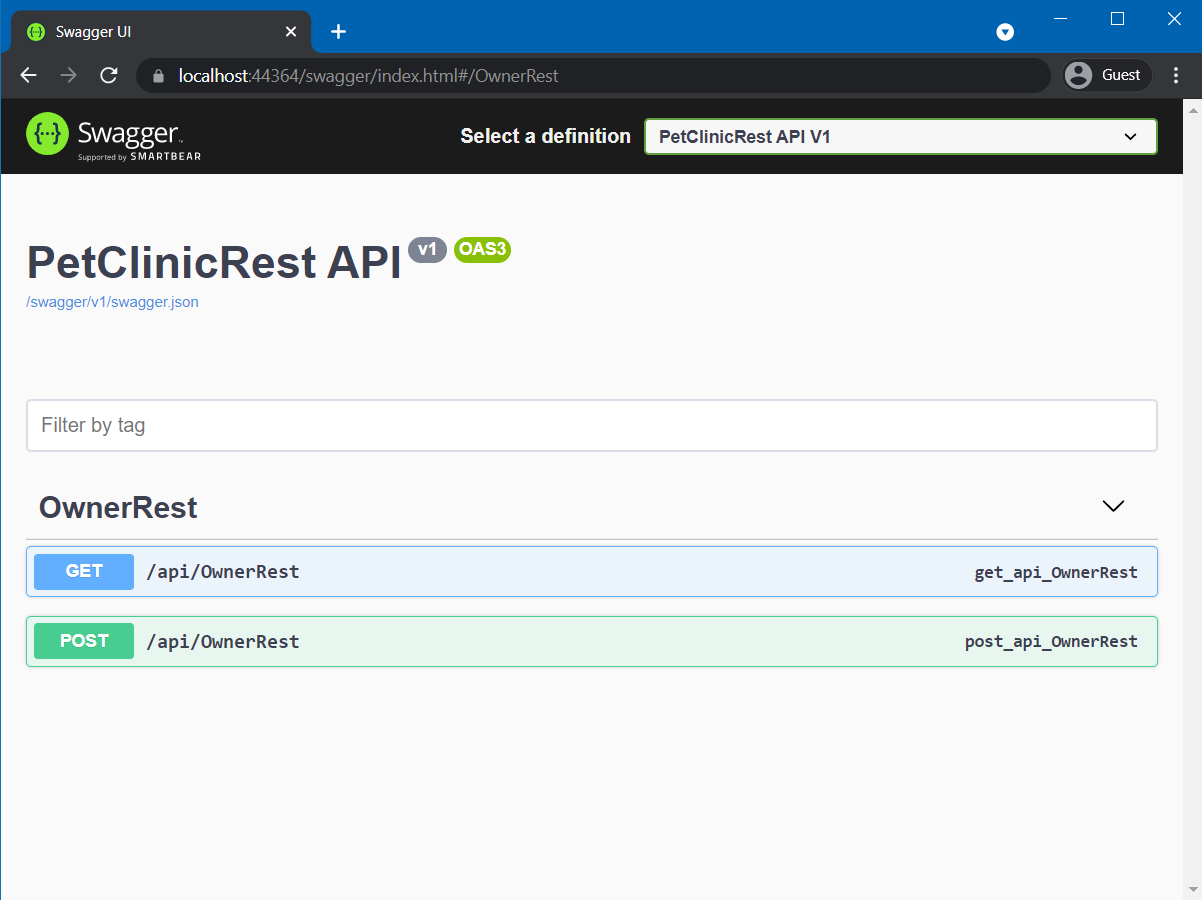 Swagger UI
localhost:44364/swagger/index.html#/OwnerRest
Guest
Swagger™
Supported by SMARTBEAR
Select a definition
PetClinicRest API V1
PetClinicRest API v1 OAS3
/swagger/v1/swagger.json
Filter by tag
OwnerRest
GET /api/OwnerRest get_api_OwnerRest
POST /api/OwnerRest post_api_OwnerRest